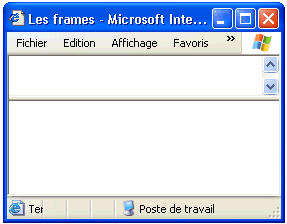 Les frames - Microsoft Inte...
Fichier Edition Affichage Favoris »
Ter Poste de travail